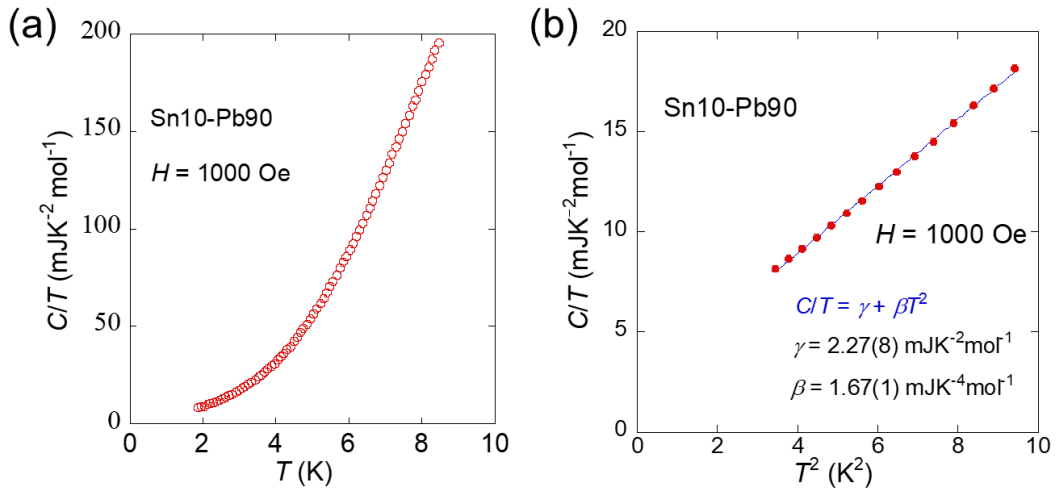 (a)
200
150
100
50
0
C/T (mJK⁻² mol⁻¹)
Sn10-Pb90
H = 1000 Oe
0 2 4 6 8 10
T (K)
(b)
20
15
10
5
0
C/T (mJK⁻²mol⁻¹)
Sn10-Pb90
H = 1000 Oe
C/T = γ + βT²
γ = 2.27(8) mJK⁻²mol⁻¹
β = 1.67(1) mJK⁻⁴mol⁻¹
0 2 4 6 8 10
T² (K²)